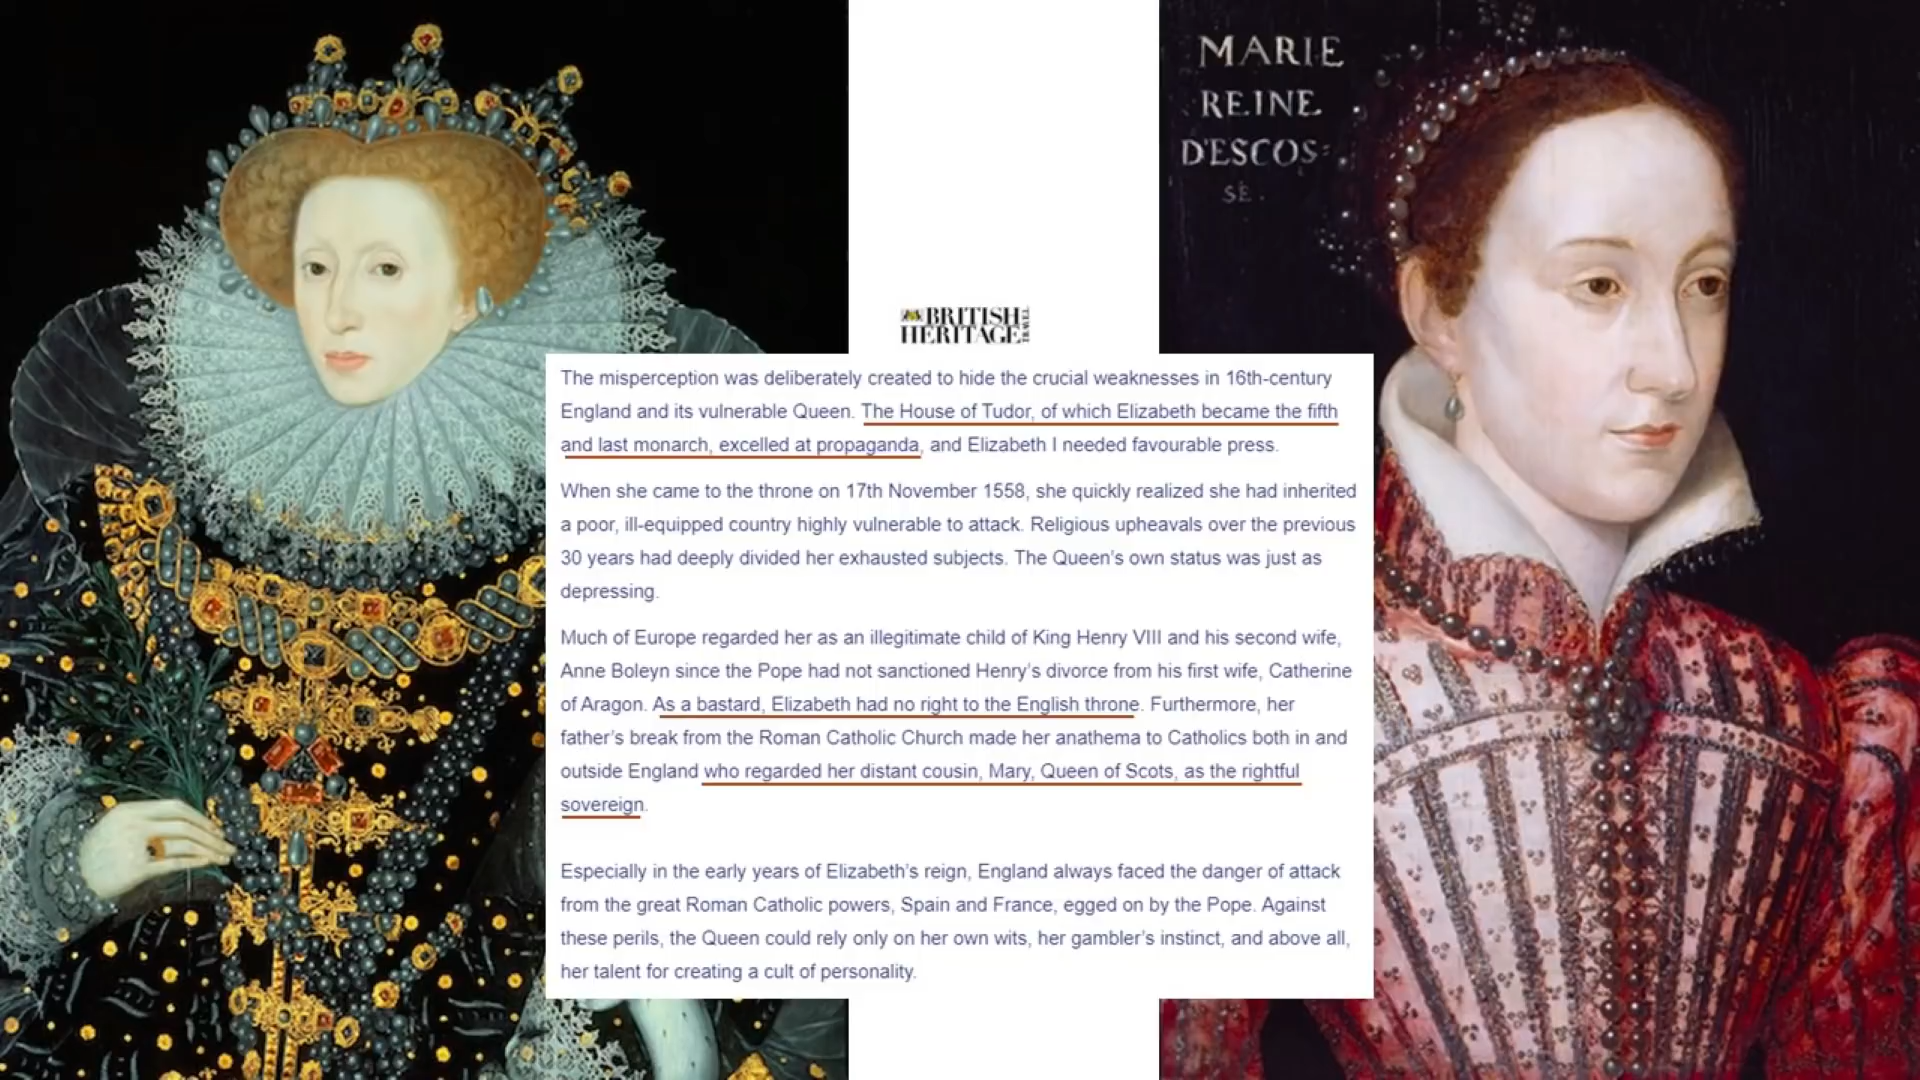 MARIE
REINE
D'ESCOS=
SE.
BRITISH
HERITAGE
TRAVEL
The misperception was deliberately created to hide the crucial weaknesses in 16th-century
England and its vulnerable Queen. The House of Tudor, of which Elizabeth became the fifth
and last monarch, excelled at propaganda, and Elizabeth I needed favourable press.
When she came to the throne on 17th November 1558, she quickly realized she had inherited
a poor, ill-equipped country highly vulnerable to attack. Religious upheavals over the previous
30 years had deeply divided her exhausted subjects. The Queen's own status was just as
depressing.
Much of Europe regarded her as an illegitimate child of King Henry VIII and his second wife,
Anne Boleyn since the Pope had not sanctioned Henry's divorce from his first wife, Catherine
of Aragon. As a bastard, Elizabeth had no right to the English throne. Furthermore, her
father's break from the Roman Catholic Church made her anathema to Catholics both in and
outside England who regarded her distant cousin, Mary, Queen of Scots, as the rightful
sovereign.
Especially in the early years of Elizabeth's reign, England always faced the danger of attack
from the great Roman Catholic powers, Spain and France, egged on by the Pope. Against
these perils, the Queen could rely only on her own wits, her gambler's instinct, and above all,
her talent for creating a cult of personality.